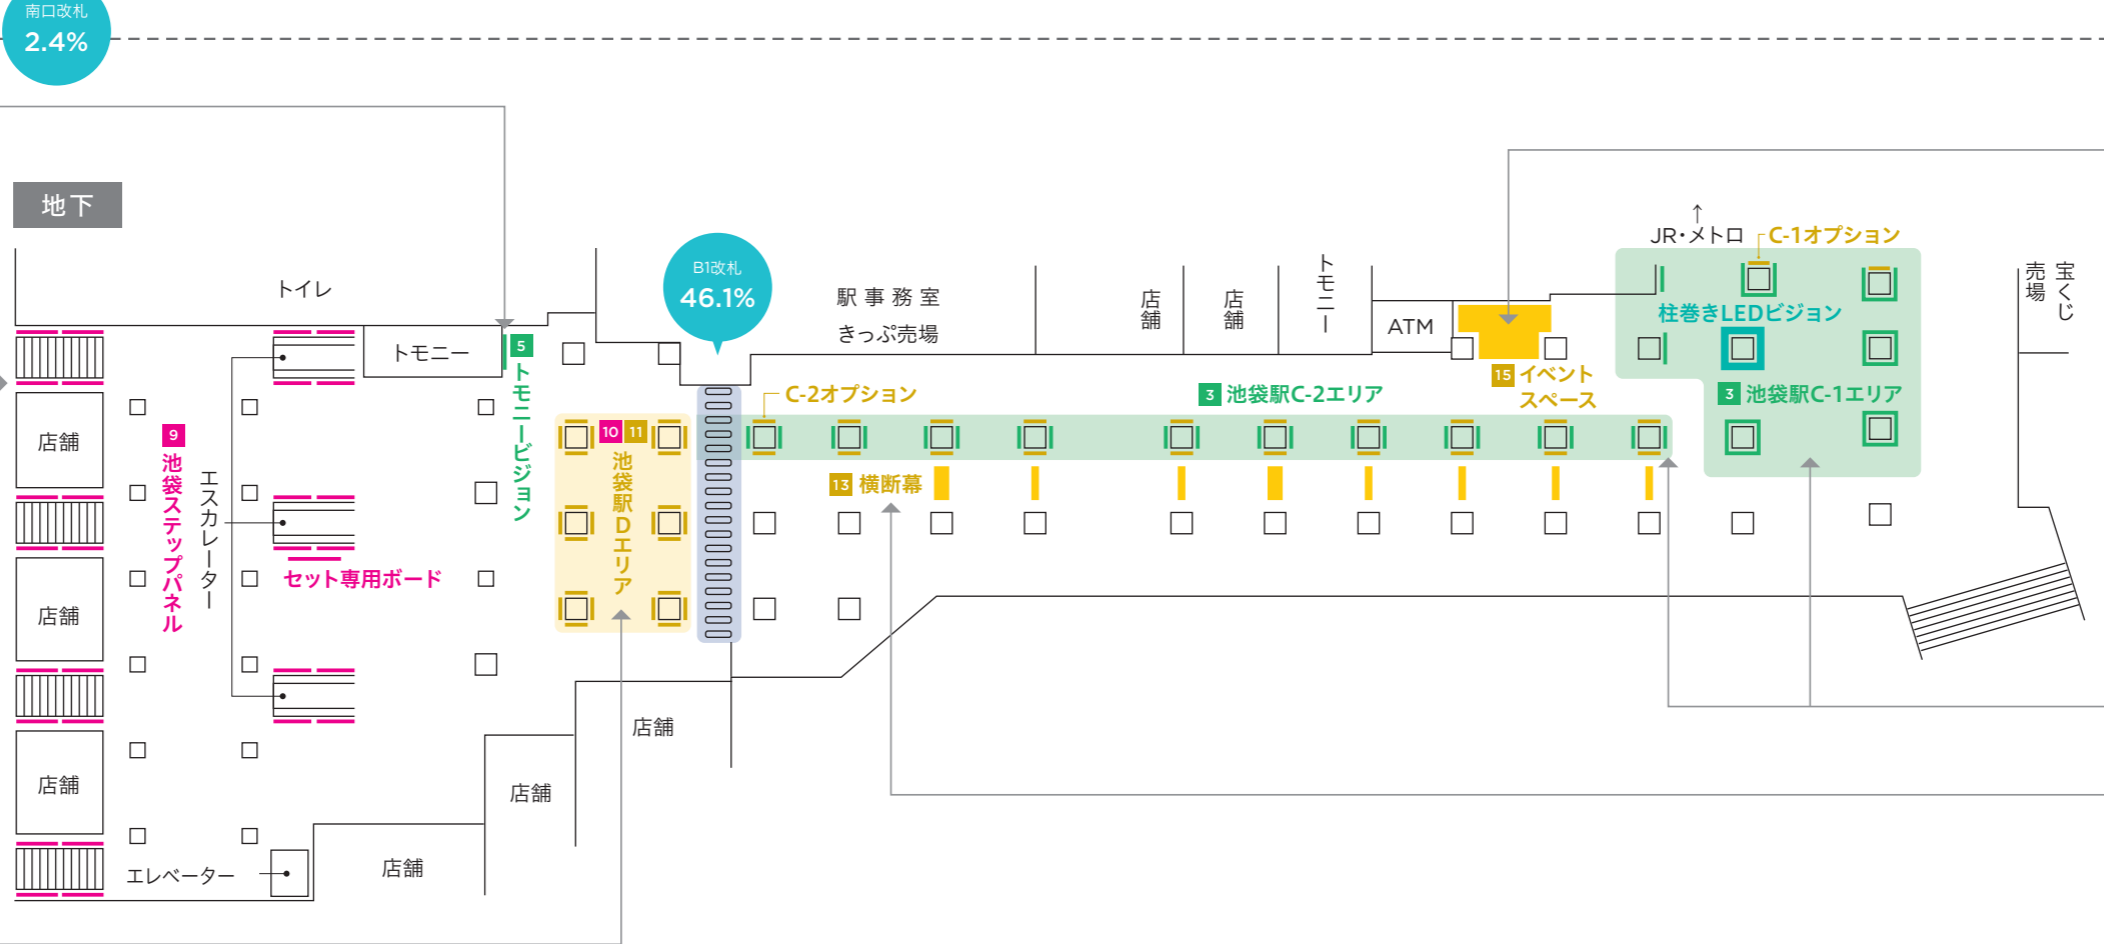 南口改札
2.4%
地下
トイレ
トモニー
5
トモニービジョン
B1改札
46.1%
駅事務室
きっぷ売場
店舗
店舗
トモニー
ATM
15 イベント
スペース
↑
JR・メトロ
C-1オプション
柱巻きLEDビジョン
3 池袋駅C-1エリア
宝くじ
売場
C-2オプション
3 池袋駅C-2エリア
13 横断幕
10 11
池袋駅Dエリア
店舗
9
池袋ステップパネル
エスカレーター
セット専用ボード
店舗
店舗
エレベーター
店舗
店舗
店舗